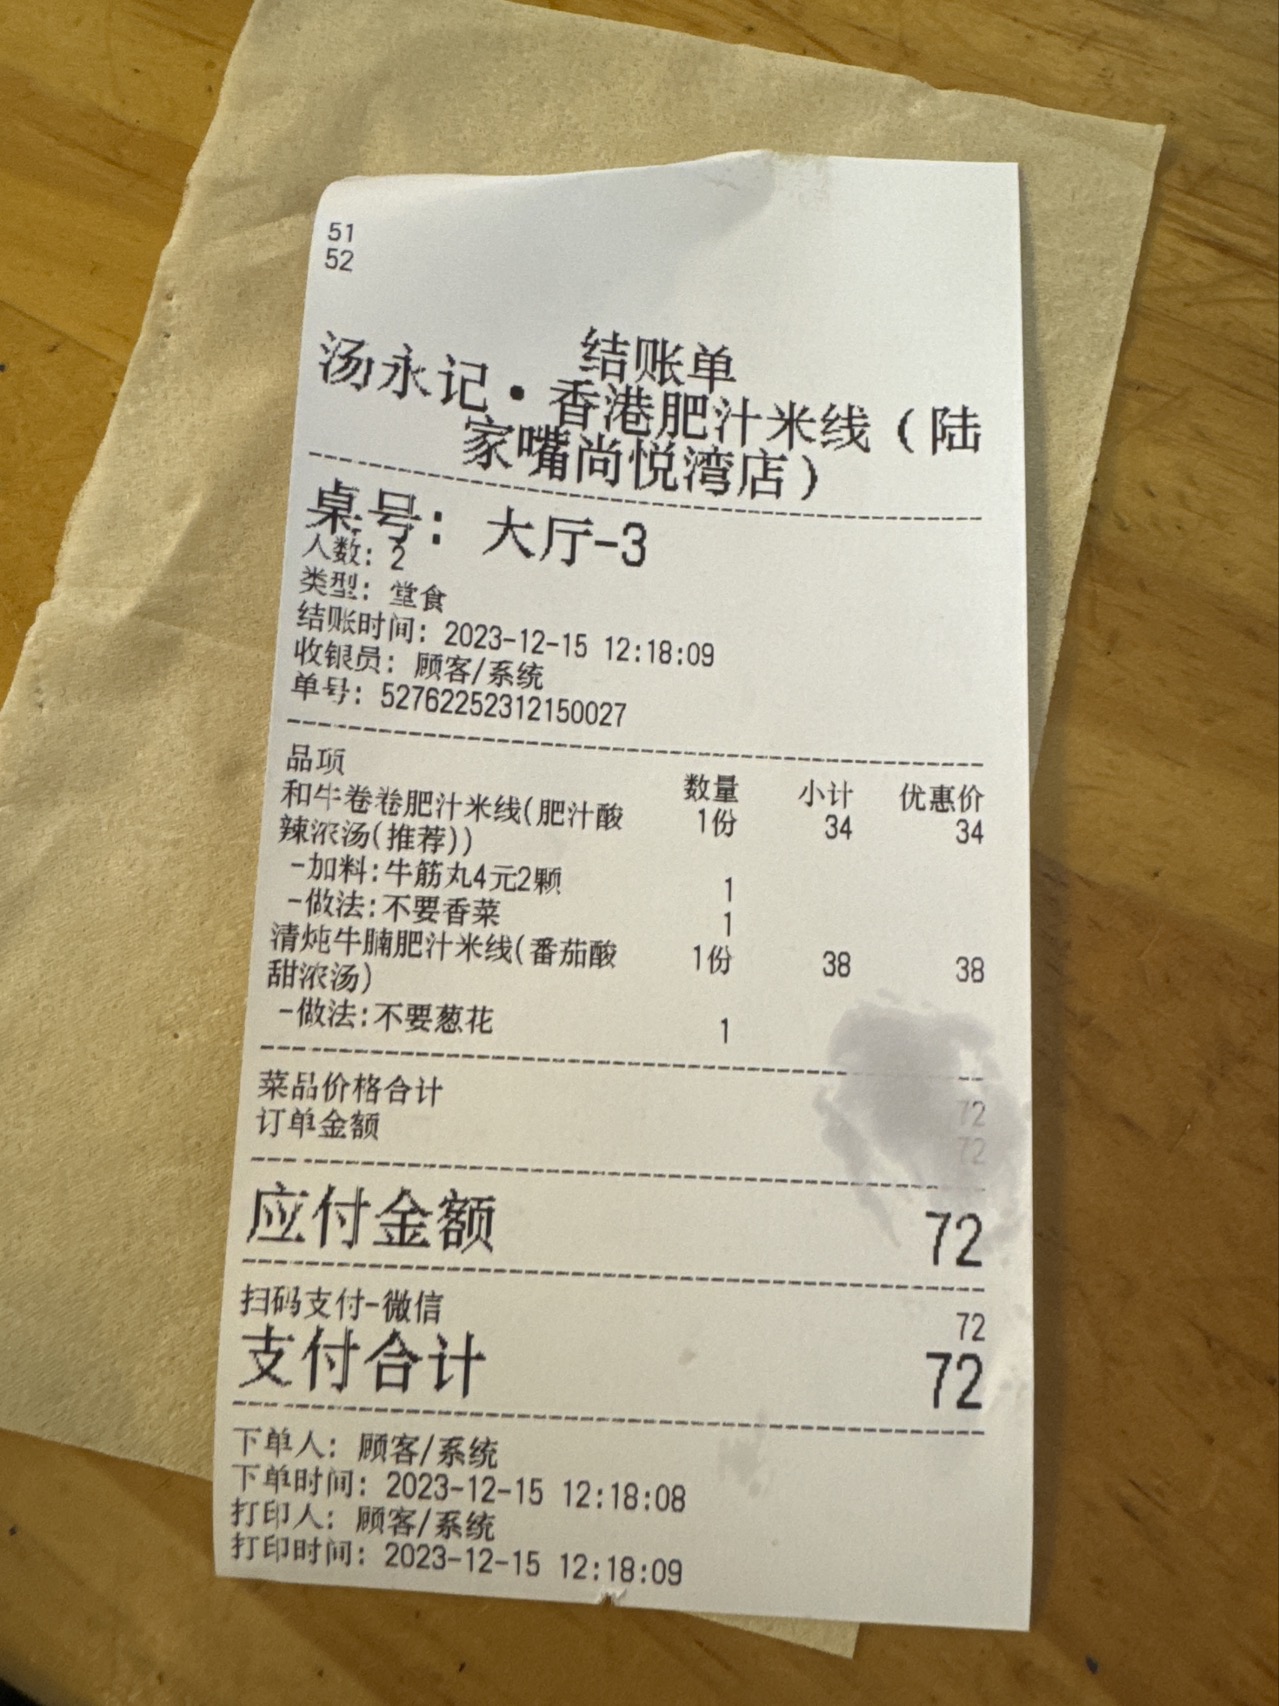 51
52
结账单
汤永记·香港肥汁米线（陆
家嘴尚悦湾店）
桌号：大厅-3
人数：2
类型：堂食
结账时间：2023-12-15 12:18:09
收银员：顾客/系统
单号：52762252312150027
品项 数量 小计 优惠价
和牛卷卷肥汁米线(肥汁酸 1份 34 34
辣浓汤(推荐))
-加料:牛筋丸4元2颗 1
-做法:不要香菜 1
清炖牛腩肥汁米线(番茄酸 1份 38 38
甜浓汤)
-做法:不要葱花 1
菜品价格合计 72
订单金额 72
应付金额 72
扫码支付-微信 72
支付合计 72
下单人：顾客/系统
下单时间：2023-12-15 12:18:08
打印人：顾客/系统
打印时间：2023-12-15 12:18:09